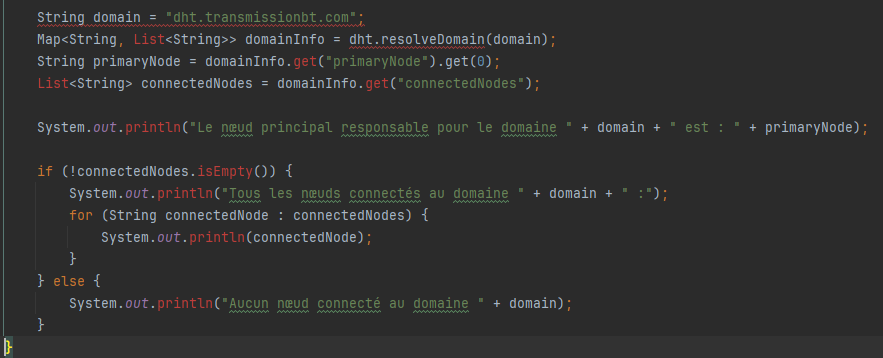 String domain = "dht.transmissionbt.com";
Map<String, List<String>> domainInfo = dht.resolveDomain(domain);
String primaryNode = domainInfo.get("primaryNode").get(0);
List<String> connectedNodes = domainInfo.get("connectedNodes");
System.out.println("Le nœud principal responsable pour le domaine " + domain + " est : " + primaryNode);
if (!connectedNodes.isEmpty()) {
System.out.println("Tous les nœuds connectés au domaine " + domain + " :");
for (String connectedNode : connectedNodes) {
System.out.println(connectedNode);
}
} else {
System.out.println("Aucun nœud connecté au domaine " + domain);
}
}